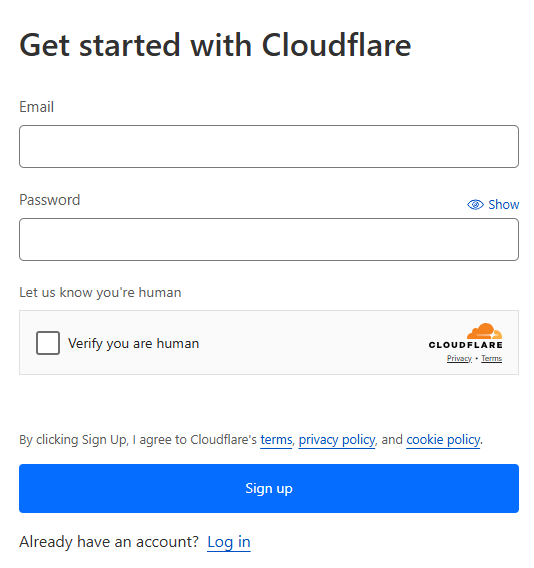 Get started with Cloudflare
Email
Password
Show
Let us know you're human
Verify you are human
CLOUDFLARE
Privacy • Terms
By clicking Sign Up, I agree to Cloudflare's terms, privacy policy, and cookie policy.
Sign up
Already have an account? Log in